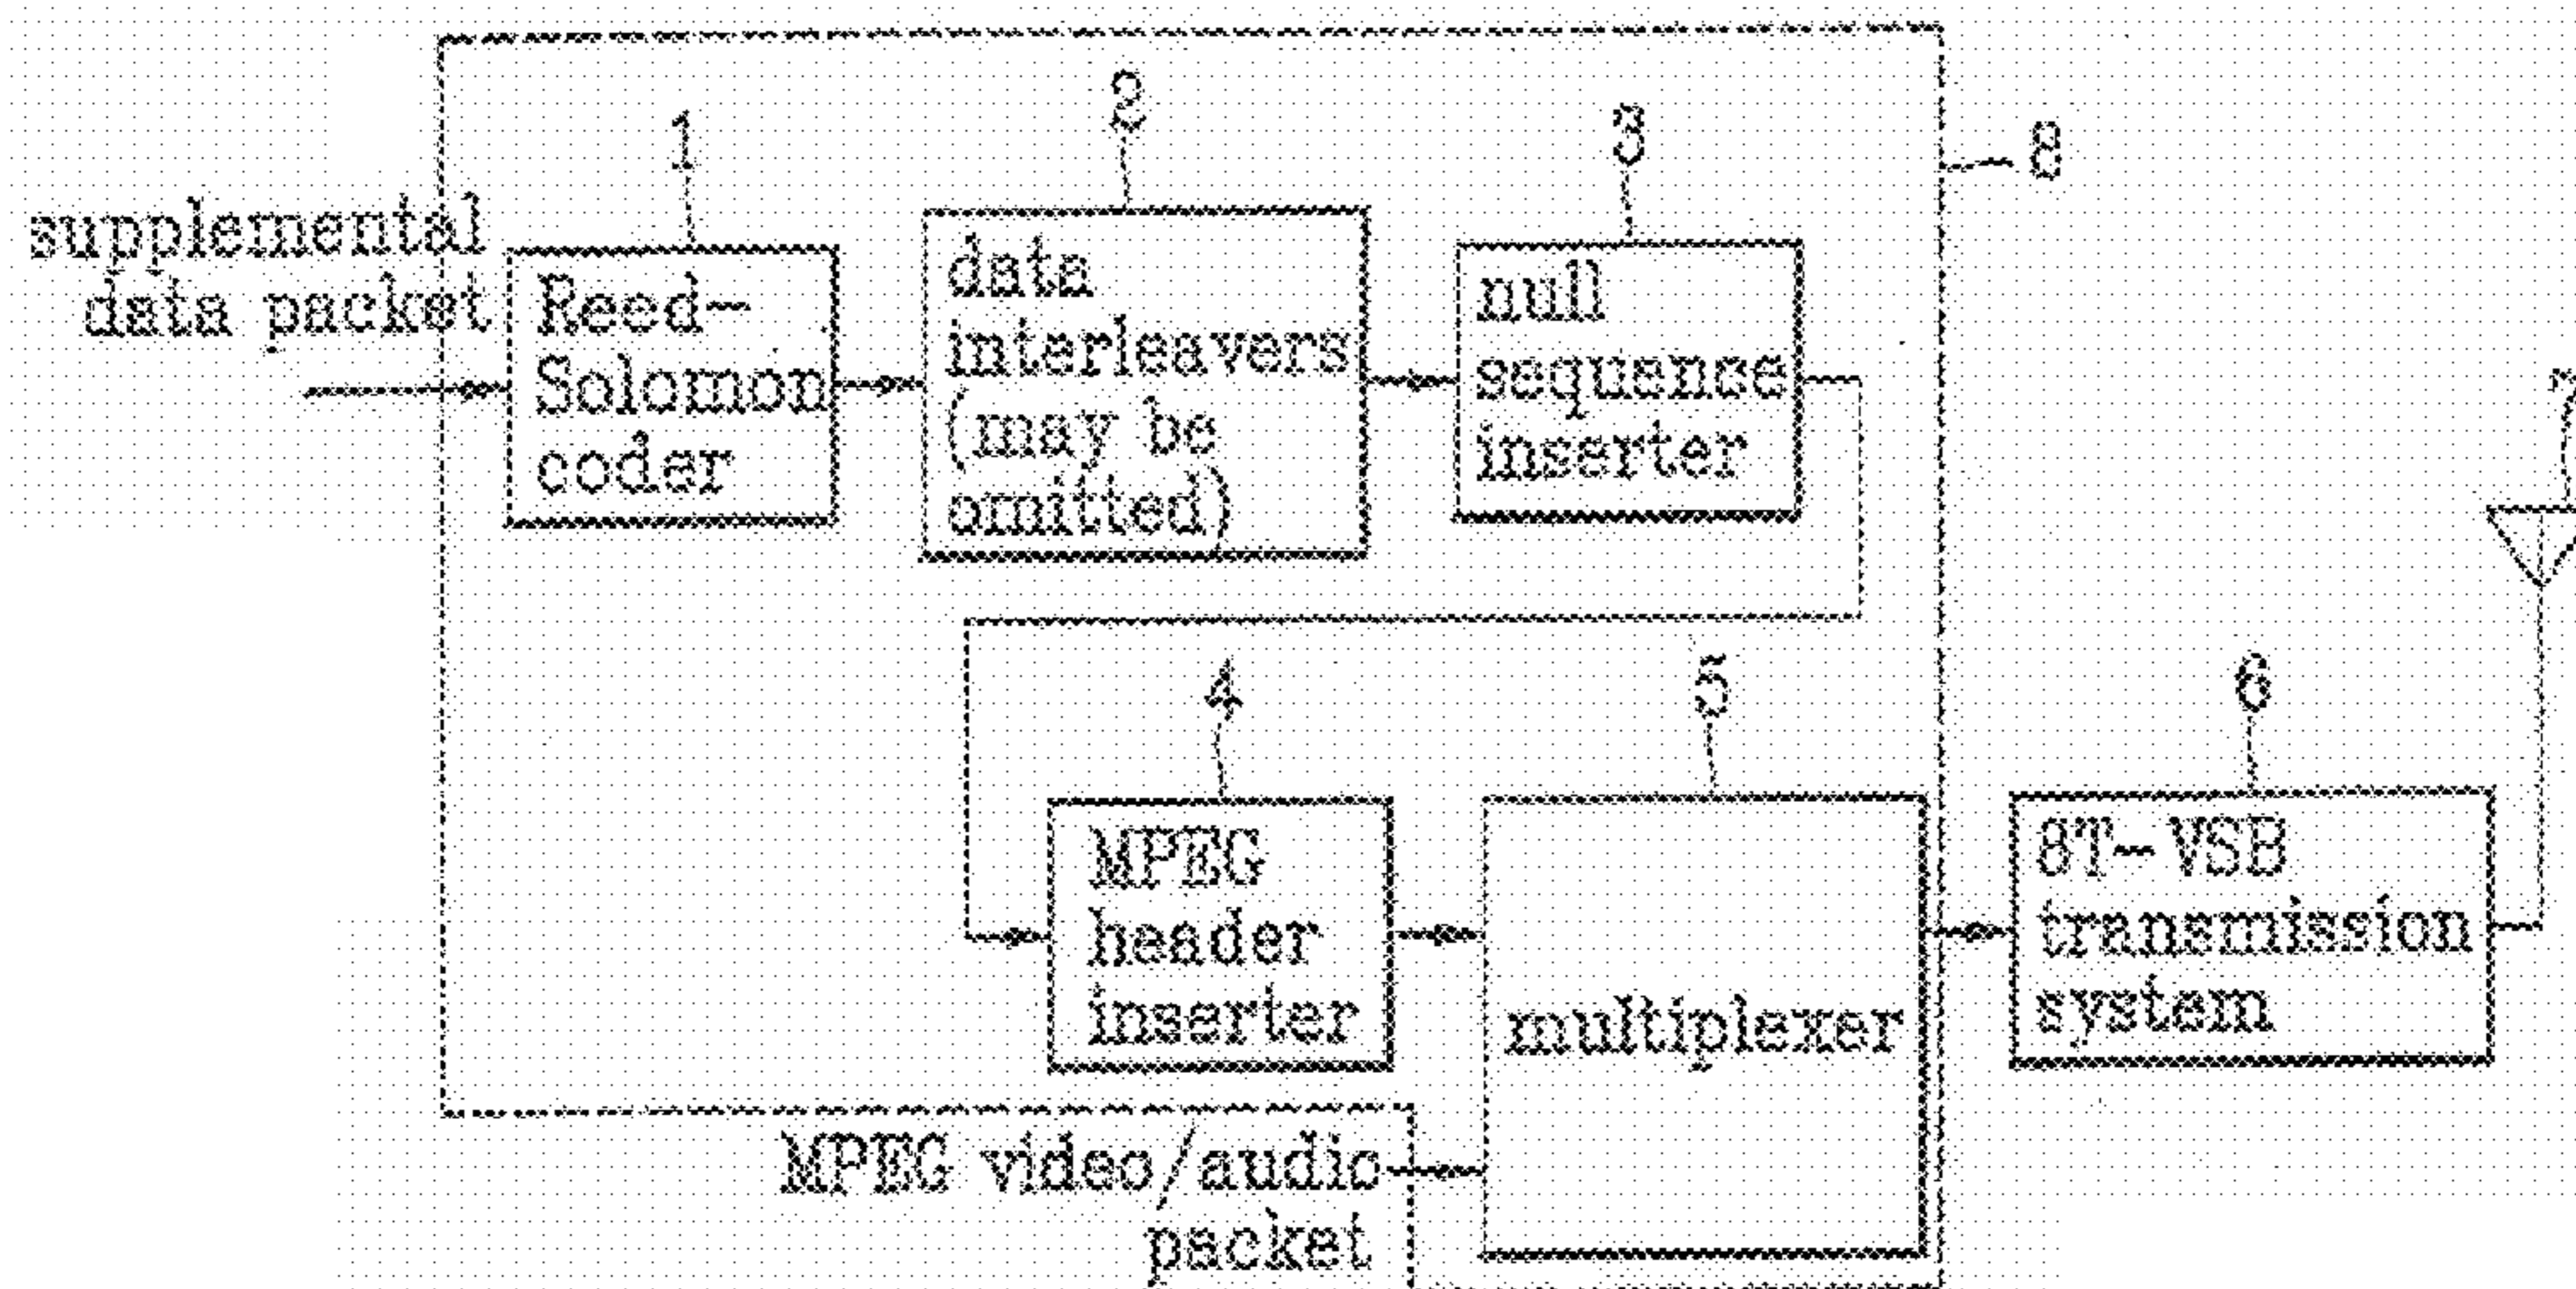 1
2
3
8
supplemental
data packet
Reed-
Solomon
coder
data
interleavers
(may be
omitted)
null
sequence
inserter
7
4
5
6
MPEG
header
inserter
multiplexer
8T-VSB
transmission
system
MPEG video/audio
packet